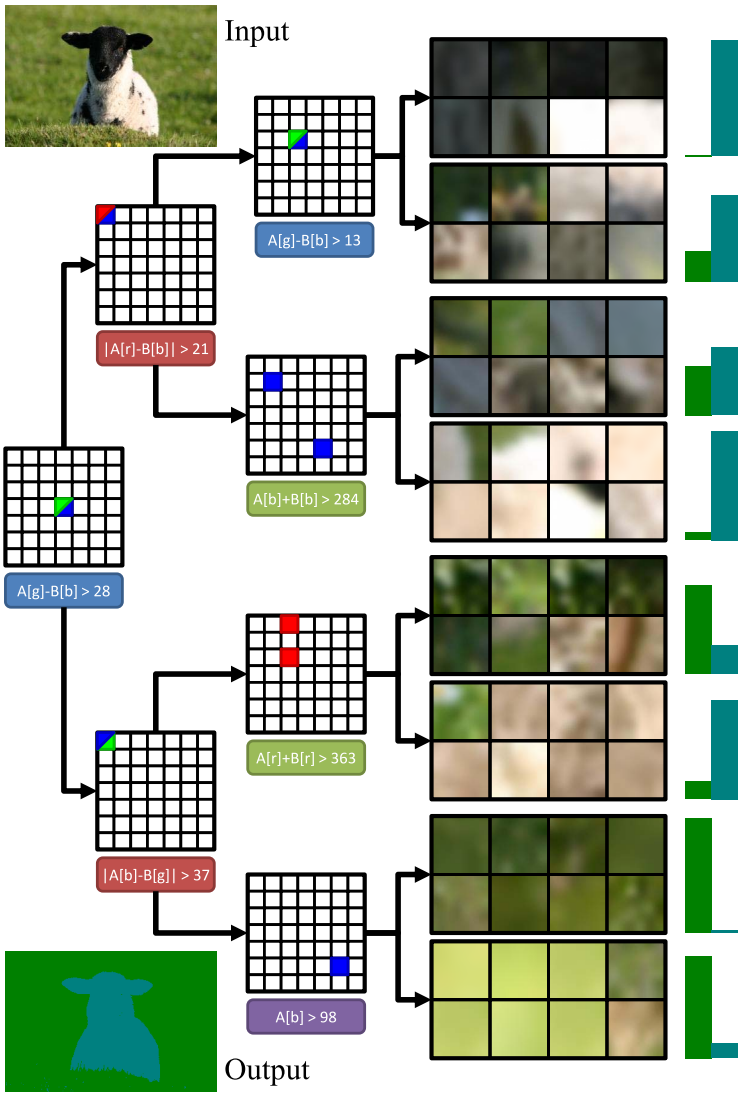 Input
A[g]-B[b] > 13
|A[r]-B[b]| > 21
A[b]+B[b] > 284
A[g]-B[b] > 28
A[r]+B[r] > 363
|A[b]-B[g]| > 37
A[b] > 98
Output